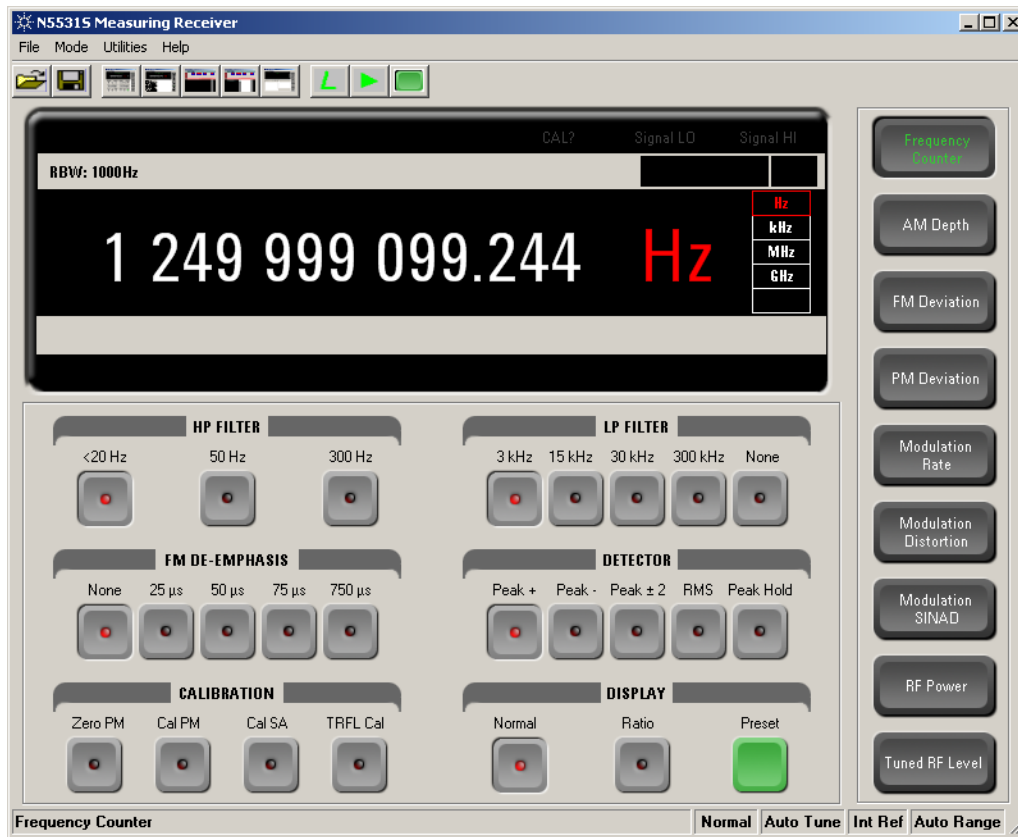 N5531S Measuring Receiver
File Mode Utilities Help
CAL? Signal LO Signal HI
RBW: 1000Hz
1 249 999 099.244 Hz
Hz
kHz
MHz
GHz
Frequency
Counter
AM Depth
FM Deviation
PM Deviation
Modulation
Rate
Modulation
Distortion
Modulation
SINAD
RF Power
Tuned RF Level
HP FILTER
<20 Hz 50 Hz 300 Hz
LP FILTER
3 kHz 15 kHz 30 kHz 300 kHz None
FM DE-EMPHASIS
None 25 µs 50 µs 75 µs 750 µs
DETECTOR
Peak + Peak - Peak ± 2 RMS Peak Hold
CALIBRATION
Zero PM Cal PM Cal SA TRFL Cal
DISPLAY
Normal Ratio Preset
Frequency Counter Normal Auto Tune Int Ref Auto Range